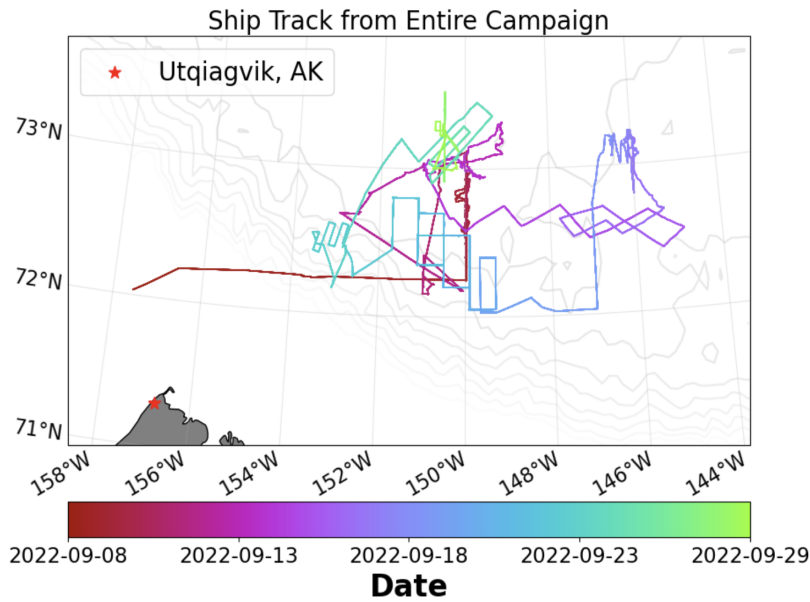 Ship Track from Entire Campaign
Utqiagvik, AK
73°N
72°N
71°N
158°W 156°W 154°W 152°W 150°W 148°W 146°W 144°W
2022-09-08 2022-09-13 2022-09-18 2022-09-23 2022-09-29
Date